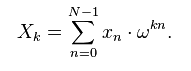 $$X_k = \sum_{n=0}^{N-1} x_n \cdot \omega^{kn}.$$